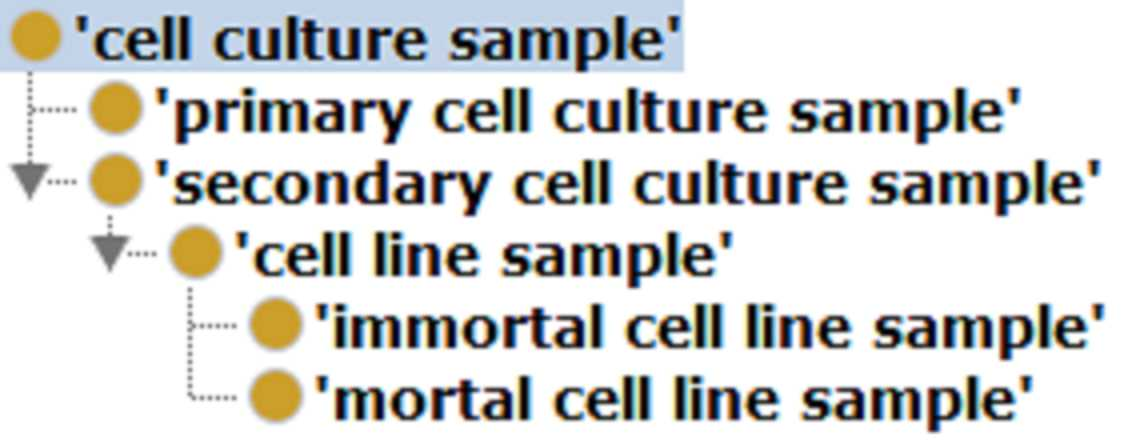 'cell culture sample'
'primary cell culture sample'
'secondary cell culture sample'
'cell line sample'
'immortal cell line sample'
'mortal cell line sample'